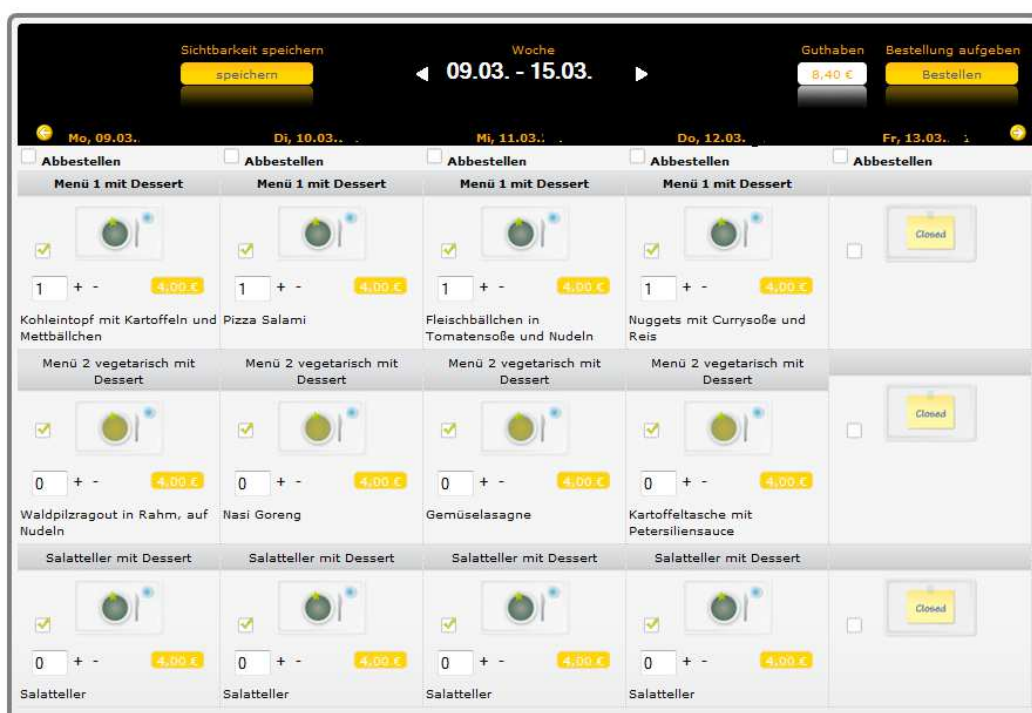 Sichtbarkeit speichern Woche Guthaben Bestellung aufgeben
speichern 09.03. - 15.03. 8,40 € Bestellen
Mo, 09.03. Di, 10.03. Mi, 11.03. Do, 12.03. Fr, 13.03.
Abbestellen Abbestellen Abbestellen Abbestellen Abbestellen
Menü 1 mit Dessert Menü 1 mit Dessert Menü 1 mit Dessert Menü 1 mit Dessert
Closed
1 + - 4,00 € 1 + - 4,00 € 1 + - 4,00 € 1 + - 4,00 €
Kohleintopf mit Kartoffeln und Pizza Salami Fleischbällchen in Nuggets mit Currysoße und
Mettbällchen Tomatensoße und Nudeln Reis
Menü 2 vegetarisch mit Menü 2 vegetarisch mit Menü 2 vegetarisch mit Menü 2 vegetarisch mit
Dessert Dessert Dessert Dessert
Closed
0 + - 4,00 € 0 + - 4,00 € 0 + - 4,00 € 0 + - 4,00 €
Waldpilzragout in Rahm, auf Nasi Goreng Gemüselasagne Kartoffeltasche mit
Nudeln Petersiliensauce
Salatteller mit Dessert Salatteller mit Dessert Salatteller mit Dessert Salatteller mit Dessert
Closed
0 + - 4,00 € 0 + - 4,00 € 0 + - 4,00 € 0 + - 4,00 €
Salatteller Salatteller Salatteller Salatteller